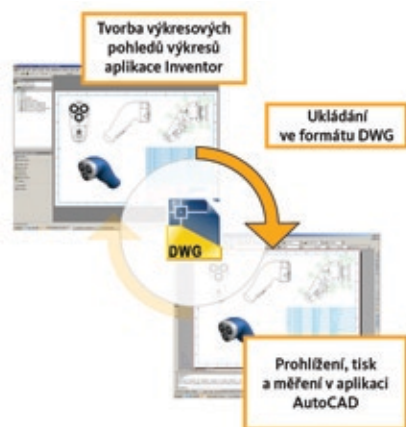 Tvorba výkresových
pohledů výkresů
aplikace Inventor
Ukládání
ve formátu DWG
DWG
Prohlížení, tisk
a měření v aplikaci
AutoCAD